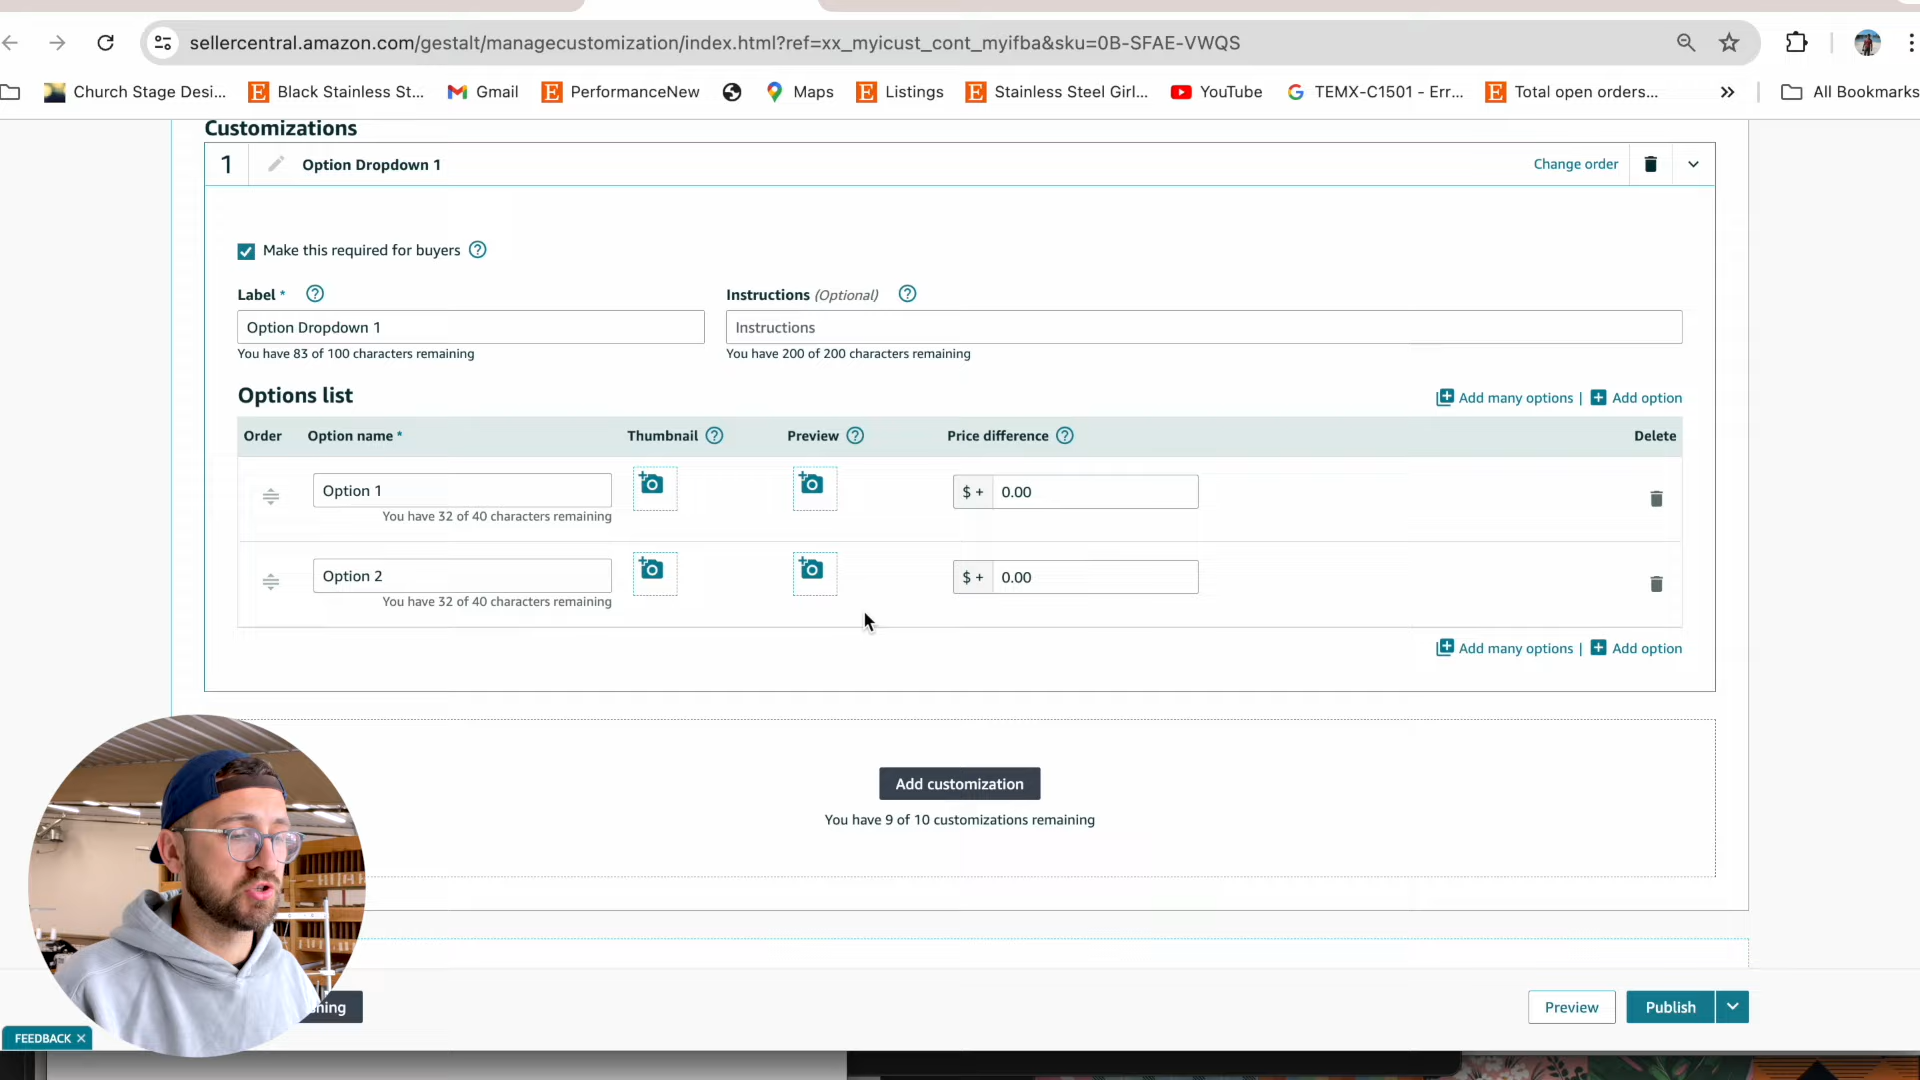 sellercentral.amazon.com/gestalt/managecustomization/index.html?ref=xx_myicust_cont_myifba&sku=0B-SFAE-VWQS
Church Stage Desi... Black Stainless St... Gmail PerformanceNew Maps Listings Stainless Steel Girl... YouTube TEMX-C1501 - Err... Total open orders... » All Bookmarks
Customizations
1 Option Dropdown 1 Change order
Make this required for buyers
Label * Instructions (Optional)
Option Dropdown 1 Instructions
You have 83 of 100 characters remaining You have 200 of 200 characters remaining
Options list Add many options | Add option
Order Option name * Thumbnail Preview Price difference Delete
Option 1 $ + 0.00
You have 32 of 40 characters remaining
Option 2 $ + 0.00
You have 32 of 40 characters remaining
Add many options | Add option
Add customization
You have 9 of 10 customizations remaining
Preview Publish
FEEDBACK ×